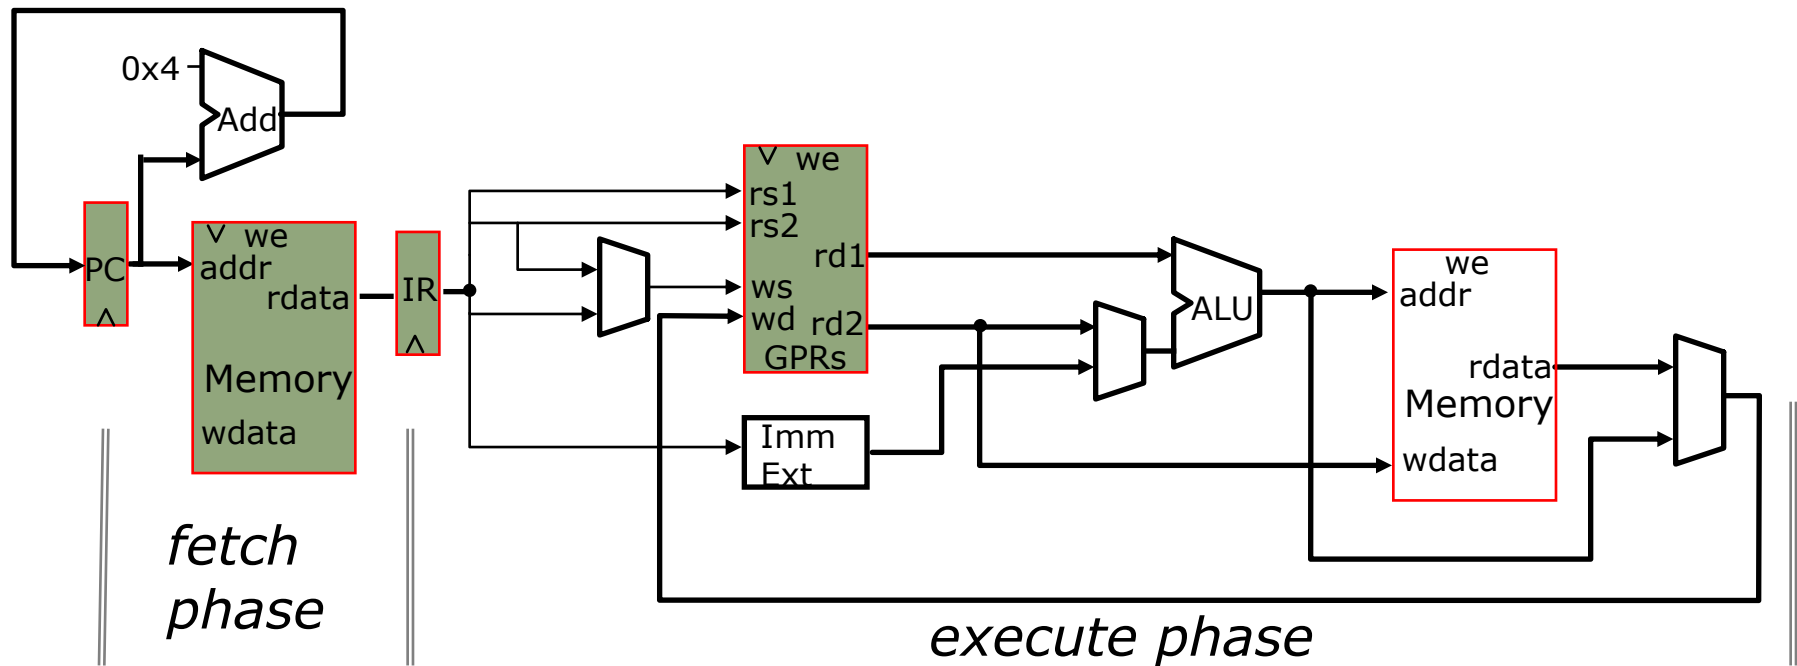 0x4
Add
PC
we
addr
rdata
Memory
wdata
IR
we
rs1
rs2
rd1
ws
wd
rd2
GPRs
Imm
Ext
ALU
we
addr
rdata
Memory
wdata
fetch
phase
execute phase